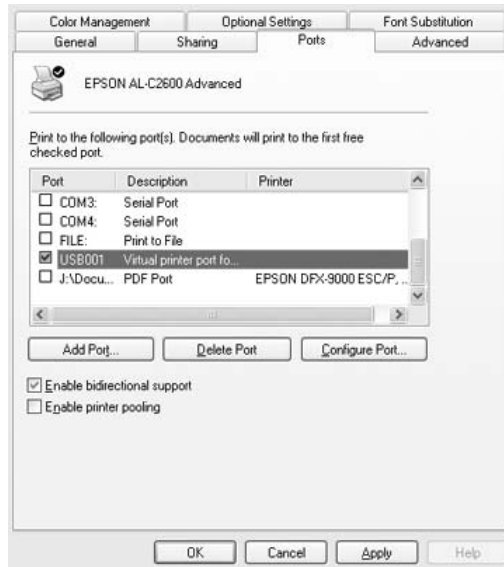 Color Management Optional Settings Font Substitution
General Sharing Ports Advanced
EPSON AL-C2600 Advanced
Print to the following port(s). Documents will print to the first free
checked port.
Port Description Printer
COM3: Serial Port
COM4: Serial Port
FILE: Print to File
USB001 Virtual printer port fo...
J:\Docu... PDF Port EPSON DFX-9000 ESC/P, ...
Add Port... Delete Port Configure Port...
Enable bidirectional support
Enable printer pooling
OK Cancel Apply Help